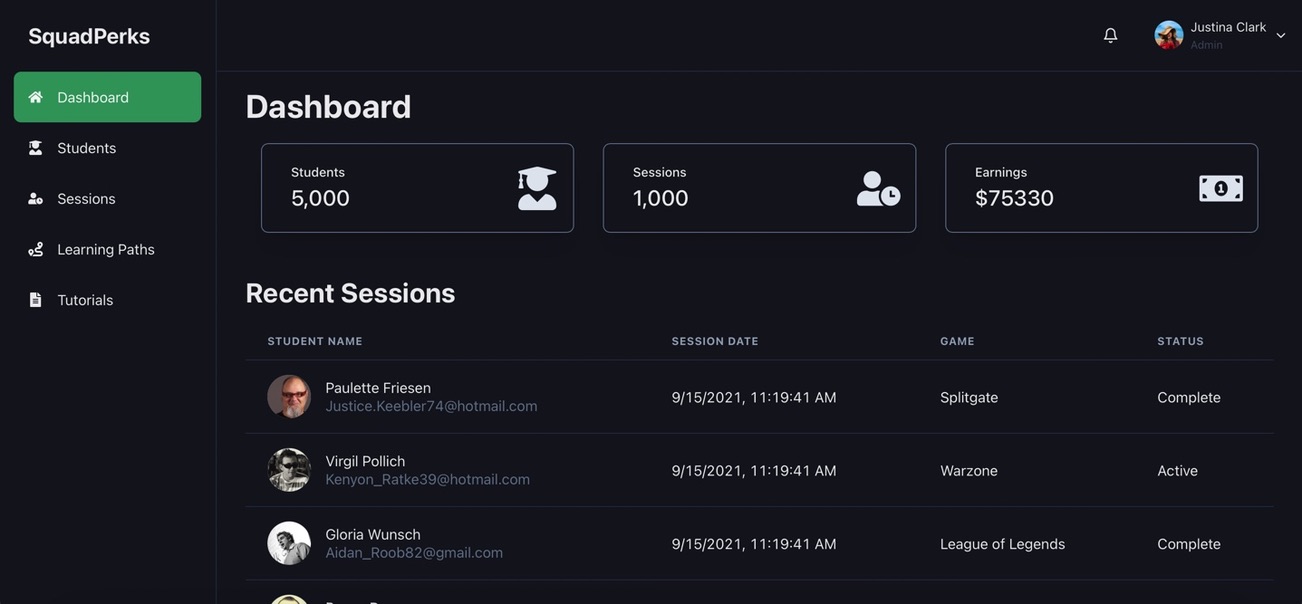 SquadPerks
Justina Clark
Admin
Dashboard
Students
Sessions
Learning Paths
Tutorials
Dashboard
Students
5,000
Sessions
1,000
Earnings
$75330
1
Recent Sessions
STUDENT NAME SESSION DATE GAME STATUS
Paulette Friesen
Justice.Keebler74@hotmail.com
9/15/2021, 11:19:41 AM Splitgate Complete
Virgil Pollich
Kenyon_Ratke39@hotmail.com
9/15/2021, 11:19:41 AM Warzone Active
Gloria Wunsch
Aidan_Roob82@gmail.com
9/15/2021, 11:19:41 AM League of Legends Complete